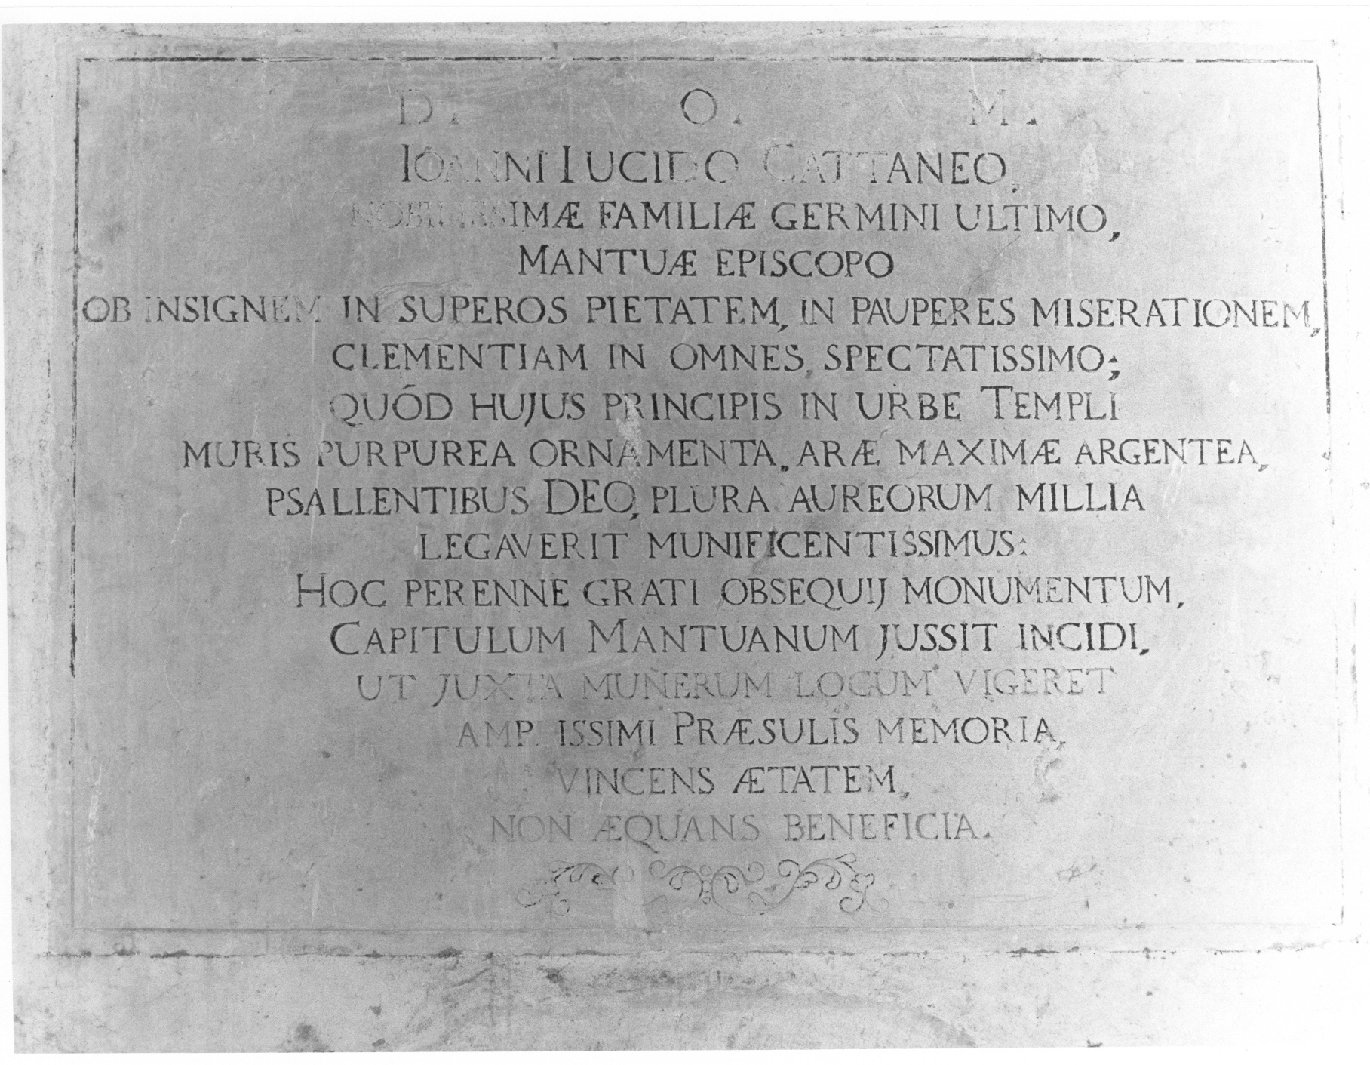 D. O. M.
IOANNI LUCIDO CATTANEO,
NOBILISSIMÆ FAMILIÆ GERMINI ULTIMO,
MANTUÆ EPISCOPO
OB INSIGNEM IN SUPEROS PIETATEM, IN PAUPERES MISERATIONEM,
CLEMENTIAM IN OMNES, SPECTATISSIMO;
QUÓD HUJUS PRINCIPIS IN URBE TEMPLI
MURIS PURPUREA ORNAMENTA, ARÆ MAXIMÆ ARGENTEA,
PSALLENTIBUS DEO, PLURA AUREORUM MILLIA
LEGAVERIT MUNIFICENTISSIMUS:
HOC PERENNE GRATI OBSEQUIJ MONUMENTUM,
CAPITULUM MANTUANUM JUSSIT INCIDI,
UT JUXTA MUNERUM LOCUM VIGERET
AMPLISSIMI PRÆSULIS MEMORIA,
VINCENS ÆTATEM,
NON ÆQUANS BENEFICIA.